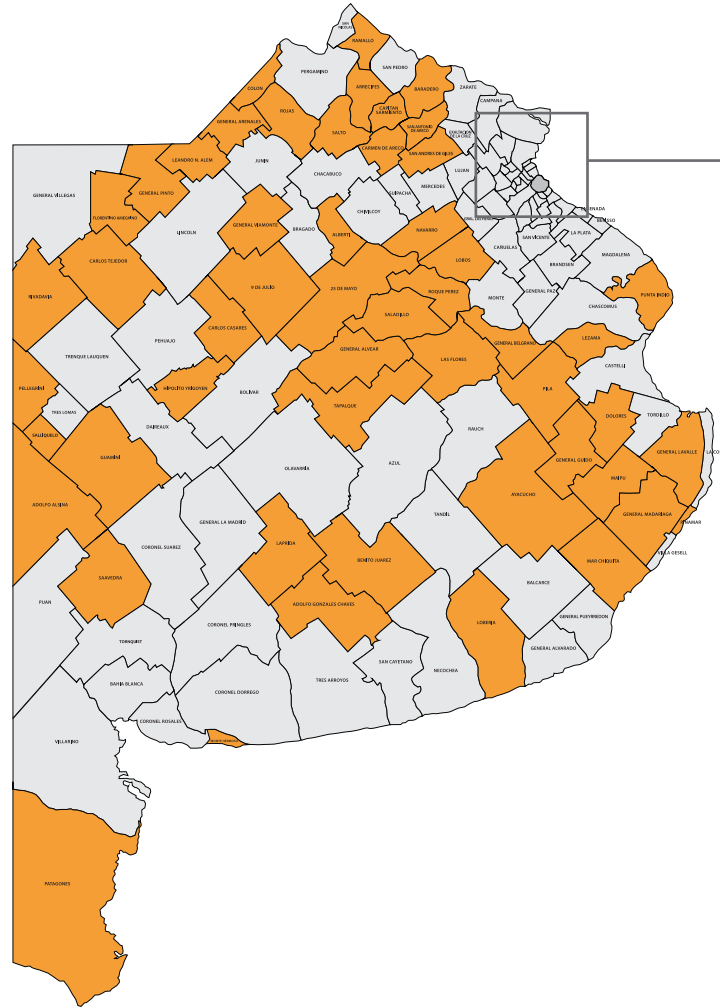 SAN
NICOLAS
RAMALLO
PERGAMINO
SAN PEDRO
COLON
ARRECIFES
BARADERO
ZARATE
CAMPANA
ROJAS
CAPITAN
SARMIENTO
GENERAL ARENALES
SALTO
SAN ANTONIO
DE ARECO
EXALTACION
DE LA CRUZ
CARMEN DE ARECO
SAN ANDRES DE GILES
LEANDRO N. ALEM
JUNIN
LUJAN
CHACABUCO
GENERAL VILLEGAS
GENERAL PINTO
SUIPACHA
MERCEDES
FLORENTINO AMEGHINO
CHIVILCOY
GENERAL VIAMONTE
ENSENADA
BERISSO
LINCOLN
BRAGADO
ALBERTI
NAVARRO
CAÑUELAS
SAN VICENTE
LA PLATA
CARLOS TEJEDOR
LOBOS
BRANDSEN
MAGDALENA
RIVADAVIA
9 DE JULIO
25 DE MAYO
ROQUE PEREZ
MONTE
GENERAL PAZ
PUNTA INDIO
CHASCOMUS
SALADILLO
CARLOS CASARES
PEHUAJO
TRENQUE LAUQUEN
GENERAL ALVEAR
GENERAL BELGRANO
LEZAMA
LAS FLORES
CASTELLI
PELLEGRINI
HIPOLITO YRIGOYEN
BOLIVAR
PILA
TAPALQUE
TRES LOMAS
DAIREAUX
DOLORES
TORDILLO
SALLIQUELO
RAUCH
GUAMINI
GENERAL LAVALLE
LA CO
GENERAL GUIDO
AZUL
OLAVARRIA
MAIPU
AYACUCHO
ADOLFO ALSINA
GENERAL MADARIAGA
PINAMAR
GENERAL LA MADRID
TANDIL
LAPRIDA
CORONEL SUAREZ
VILLA GESELL
BENITO JUAREZ
MAR CHIQUITA
SAAVEDRA
BALCARCE
PUAN
ADOLFO GONZALES CHAVES
GENERAL PUEYRREDON
LOBERIA
CORONEL PRINGLES
TORNQUIST
GENERAL ALVARADO
SAN CAYETANO
NECOCHEA
TRES ARROYOS
BAHIA BLANCA
CORONEL DORREGO
CORONEL ROSALES
VILLARINO
PATAGONES